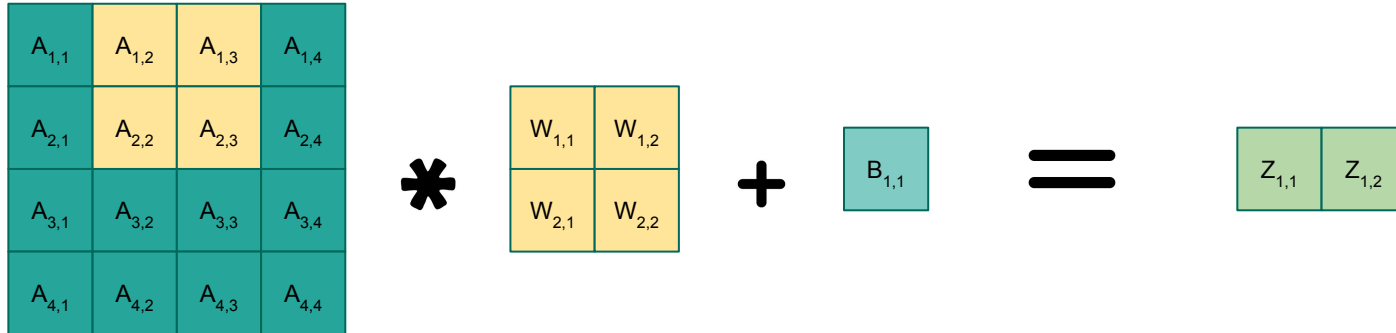 A1,1 A1,2 A1,3 A1,4
A2,1 A2,2 A2,3 A2,4
A3,1 A3,2 A3,3 A3,4
A4,1 A4,2 A4,3 A4,4
*
W1,1 W1,2
W2,1 W2,2
+
B1,1
=
Z1,1 Z1,2